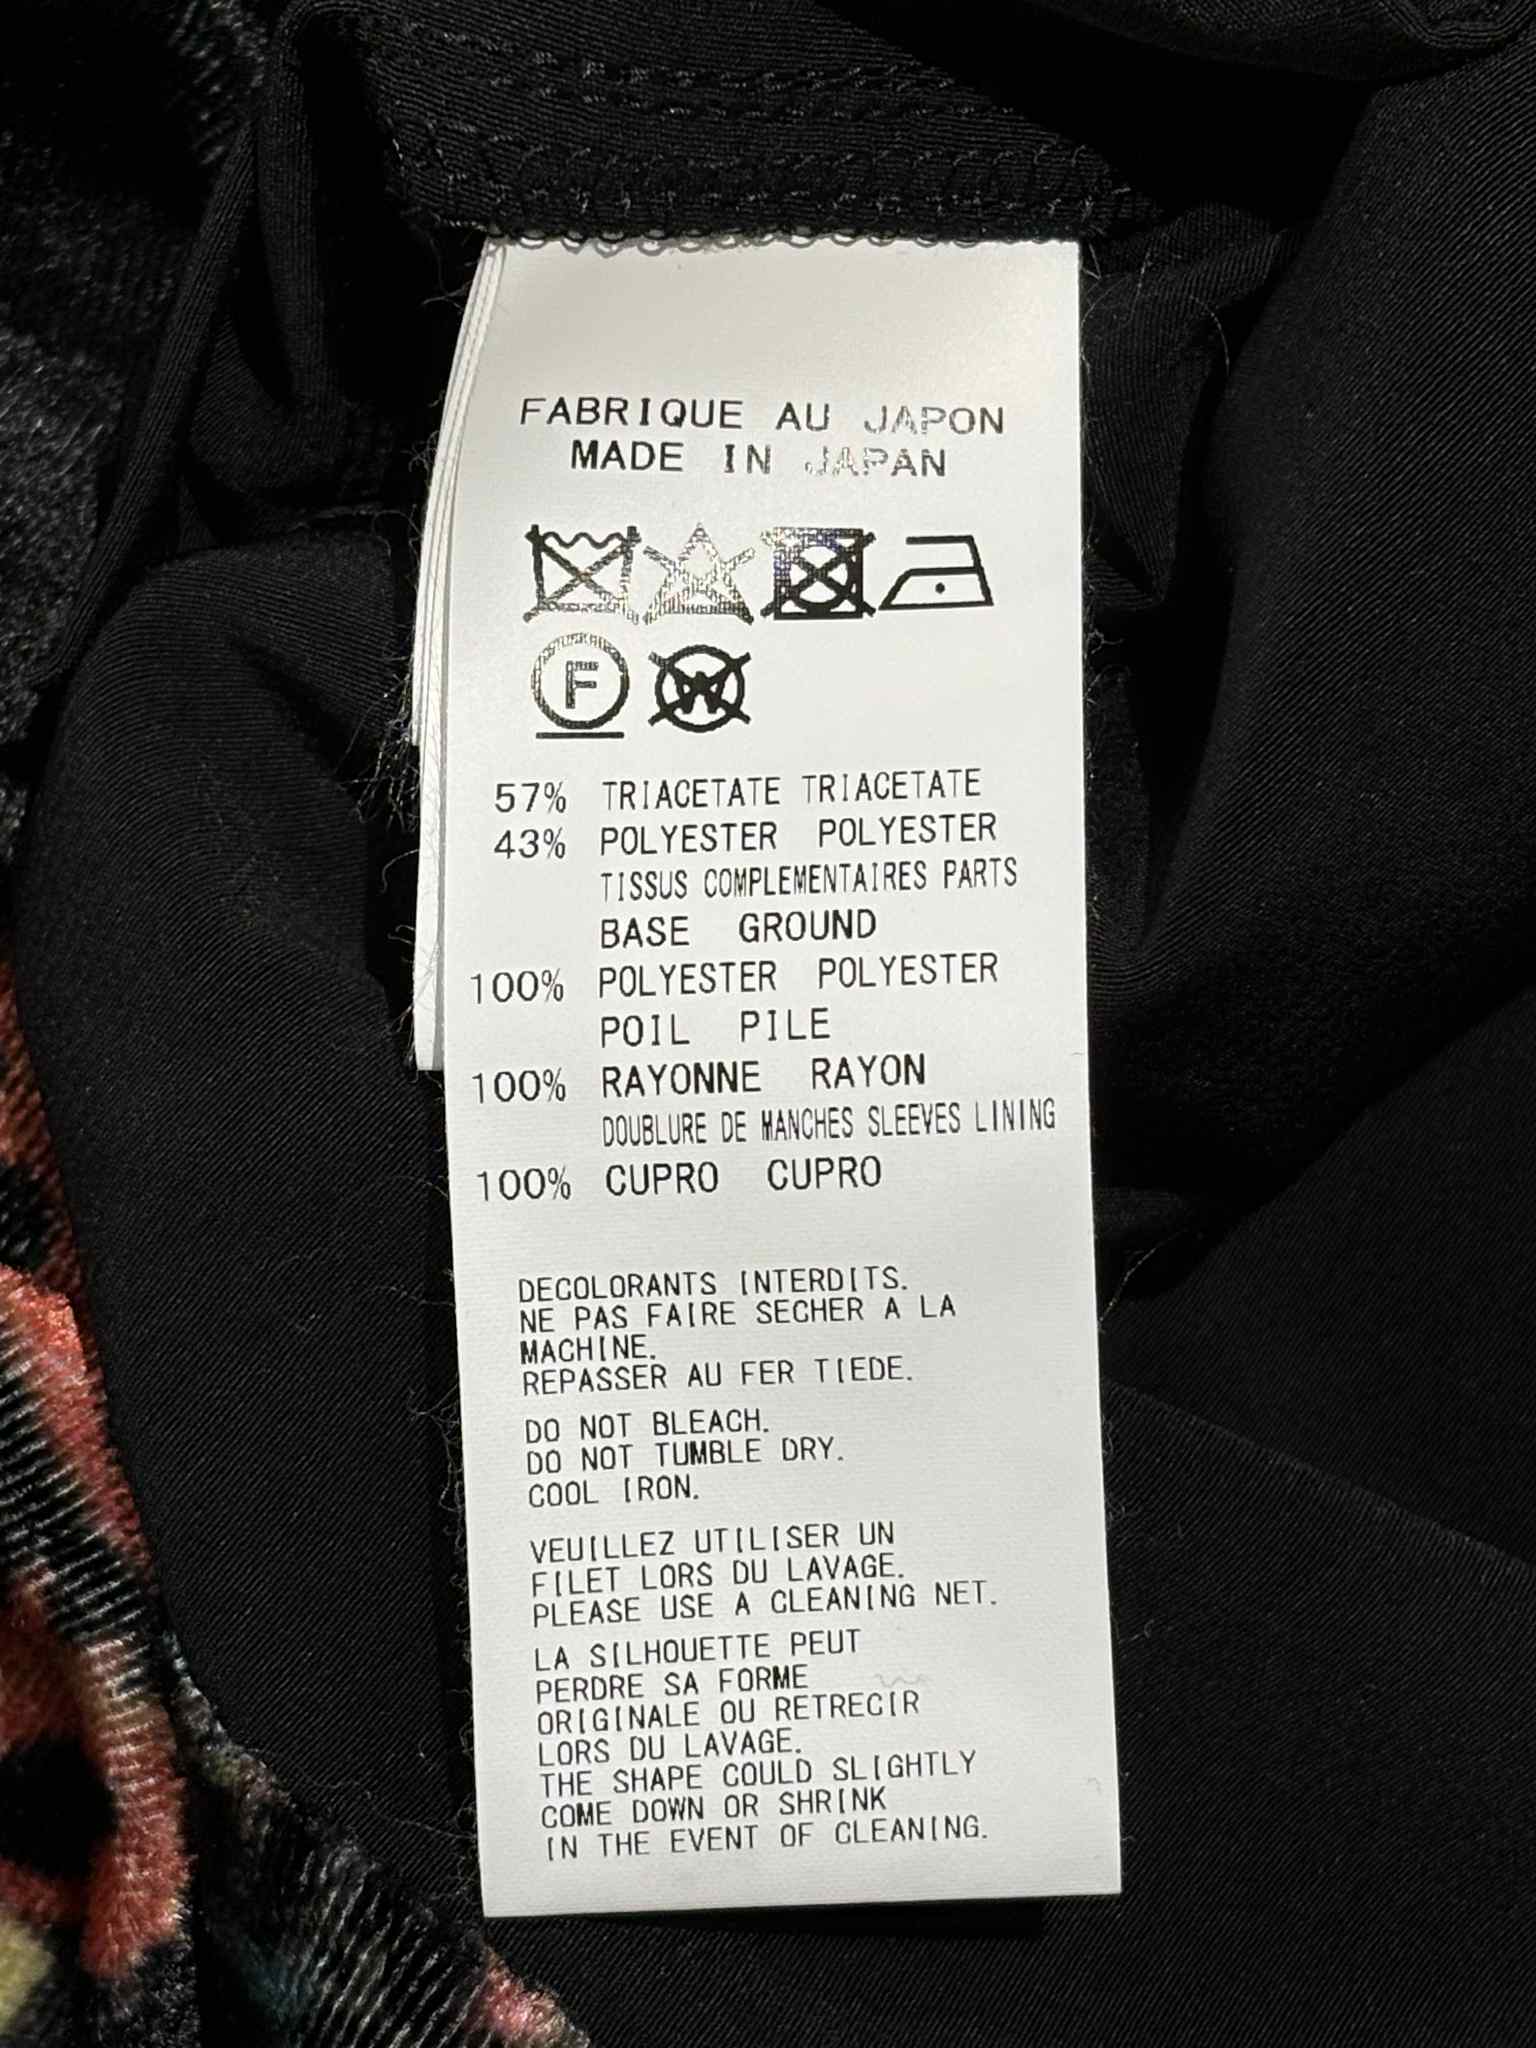 FABRIQUE AU JAPON
MADE IN JAPAN
F W
57% TRIACETATE TRIACETATE
43% POLYESTER POLYESTER
TISSUS COMPLEMENTAIRES PARTS
BASE GROUND
100% POLYESTER POLYESTER
POIL PILE
100% RAYONNE RAYON
DOUBLURE DE MANCHES SLEEVES LINING
100% CUPRO CUPRO
DECOLORANTS INTERDITS.
NE PAS FAIRE SECHER A LA
MACHINE.
REPASSER AU FER TIEDE.
DO NOT BLEACH.
DO NOT TUMBLE DRY.
COOL IRON.
VEUILLEZ UTILISER UN
FILET LORS DU LAVAGE.
PLEASE USE A CLEANING NET.
LA SILHOUETTE PEUT
PERDRE SA FORME
ORIGINALE OU RETRECIR
LORS DU LAVAGE.
THE SHAPE COULD SLIGHTLY
COME DOWN OR SHRINK
IN THE EVENT OF CLEANING.